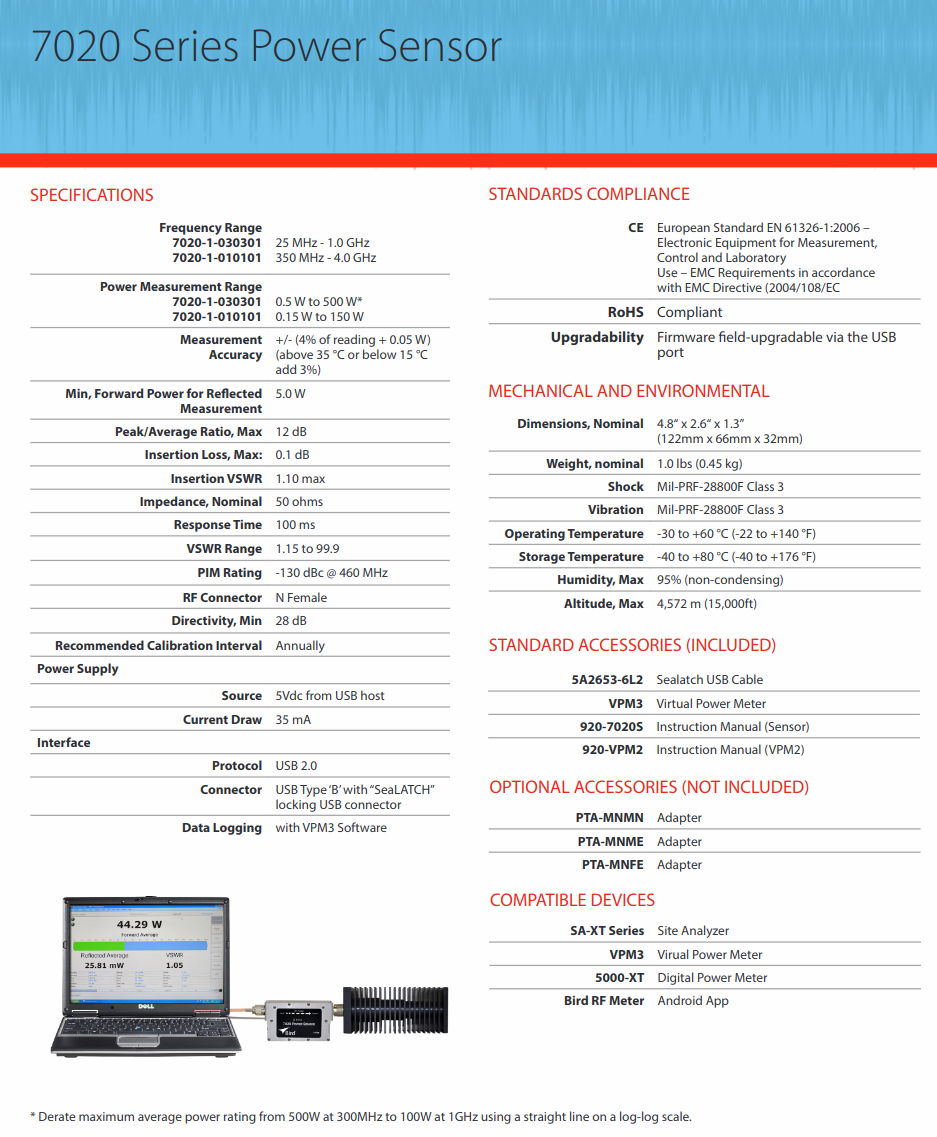 7020 Series Power Sensor
SPECIFICATIONS
Frequency Range
7020-1-030301 25 MHz - 1.0 GHz
7020-1-010101 350 MHz - 4.0 GHz
Power Measurement Range
7020-1-030301 0.5 W to 500 W*
7020-1-010101 0.15 W to 150 W
Measurement +/- (4% of reading + 0.05 W)
Accuracy (above 35 °C or below 15 °C
add 3%)
Min, Forward Power for Reflected 5.0 W
Measurement
Peak/Average Ratio, Max 12 dB
Insertion Loss, Max: 0.1 dB
Insertion VSWR 1.10 max
Impedance, Nominal 50 ohms
Response Time 100 ms
VSWR Range 1.15 to 99.9
PIM Rating -130 dBc @ 460 MHz
RF Connector N Female
Directivity, Min 28 dB
Recommended Calibration Interval Annually
Power Supply
Source 5Vdc from USB host
Current Draw 35 mA
Interface
Protocol USB 2.0
Connector USB Type ‘B’ with “SeaLATCH”
locking USB connector
Data Logging with VPM3 Software
44.29 W
Forward Average
Reflected Average VSWR
25.81 mW 1.05
DELL
7020 Power Sensor
Bird
STANDARDS COMPLIANCE
CE European Standard EN 61326-1:2006 –
Electronic Equipment for Measurement,
Control and Laboratory
Use – EMC Requirements in accordance
with EMC Directive (2004/108/EC
RoHS Compliant
Upgradability Firmware field-upgradable via the USB
port
MECHANICAL AND ENVIRONMENTAL
Dimensions, Nominal 4.8“ x 2.6“ x 1.3”
(122mm x 66mm x 32mm)
Weight, nominal 1.0 lbs (0.45 kg)
Shock Mil-PRF-28800F Class 3
Vibration Mil-PRF-28800F Class 3
Operating Temperature -30 to +60 °C (-22 to +140 °F)
Storage Temperature -40 to +80 °C (-40 to +176 °F)
Humidity, Max 95% (non-condensing)
Altitude, Max 4,572 m (15,000ft)
STANDARD ACCESSORIES (INCLUDED)
5A2653-6L2 Sealatch USB Cable
VPM3 Virtual Power Meter
920-7020S Instruction Manual (Sensor)
920-VPM2 Instruction Manual (VPM2)
OPTIONAL ACCESSORIES (NOT INCLUDED)
PTA-MNMN Adapter
PTA-MNME Adapter
PTA-MNFE Adapter
COMPATIBLE DEVICES
SA-XT Series Site Analyzer
VPM3 Virual Power Meter
5000-XT Digital Power Meter
Bird RF Meter Android App
* Derate maximum average power rating from 500W at 300MHz to 100W at 1GHz using a straight line on a log-log scale.